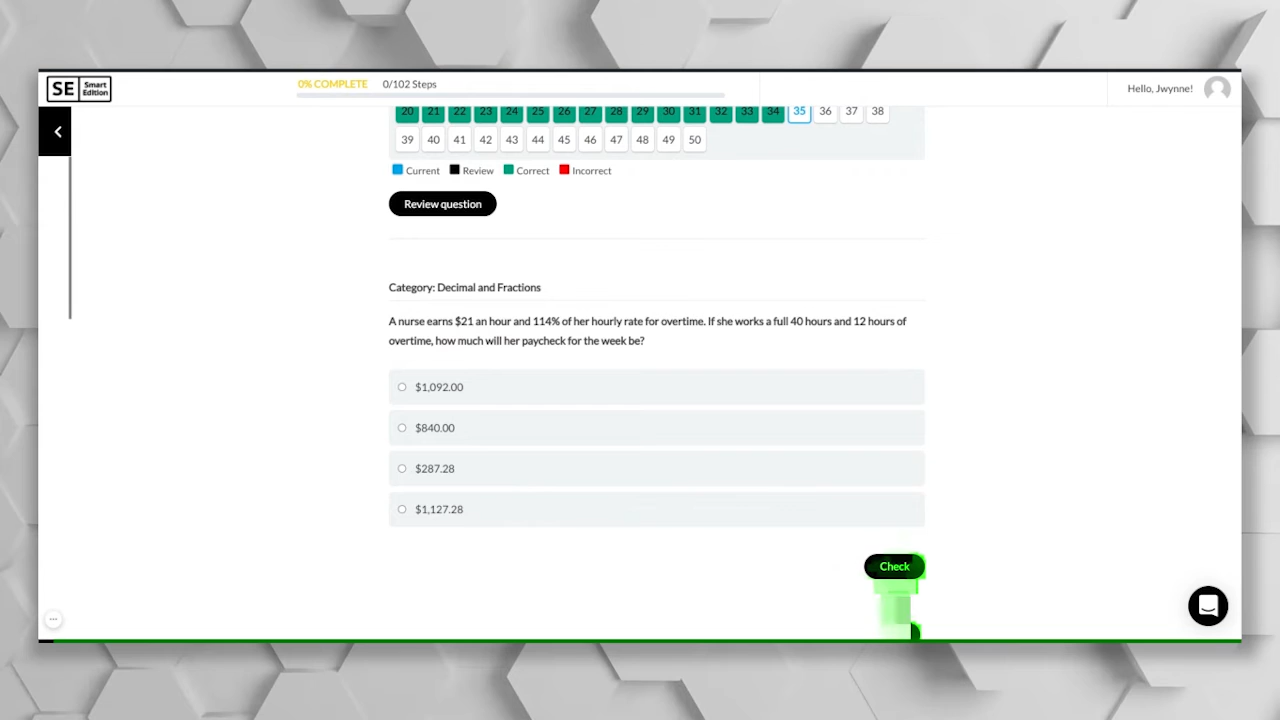 SE Smart Edition
0% COMPLETE 0/102 Steps
Hello, Jwynne!
20 21 22 23 24 25 26 27 28 29 30 31 32 33 34 35 36 37 38
39 40 41 42 43 44 45 46 47 48 49 50
Current Review Correct Incorrect
Review question
Category: Decimal and Fractions
A nurse earns $21 an hour and 114% of her hourly rate for overtime. If she works a full 40 hours and 12 hours of
overtime, how much will her paycheck for the week be?
$1,092.00
$840.00
$287.28
$1,127.28
Check